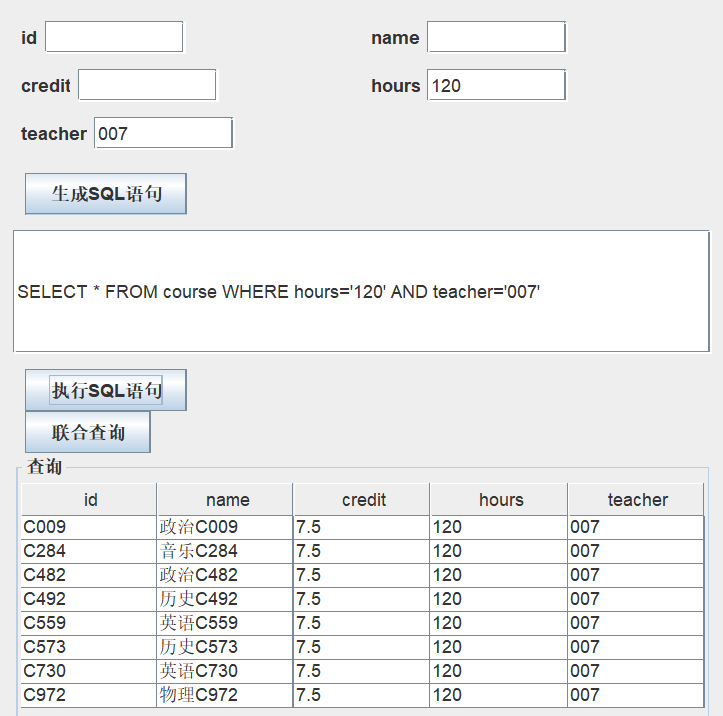 id name
credit hours 120
teacher 007
生成SQL语句
SELECT * FROM course WHERE hours='120' AND teacher='007'
执行SQL语句
联合查询
查询
id name credit hours teacher
C009 政治C009 7.5 120 007
C284 音乐C284 7.5 120 007
C482 政治C482 7.5 120 007
C492 历史C492 7.5 120 007
C559 英语C559 7.5 120 007
C573 历史C573 7.5 120 007
C730 英语C730 7.5 120 007
C972 物理C972 7.5 120 007